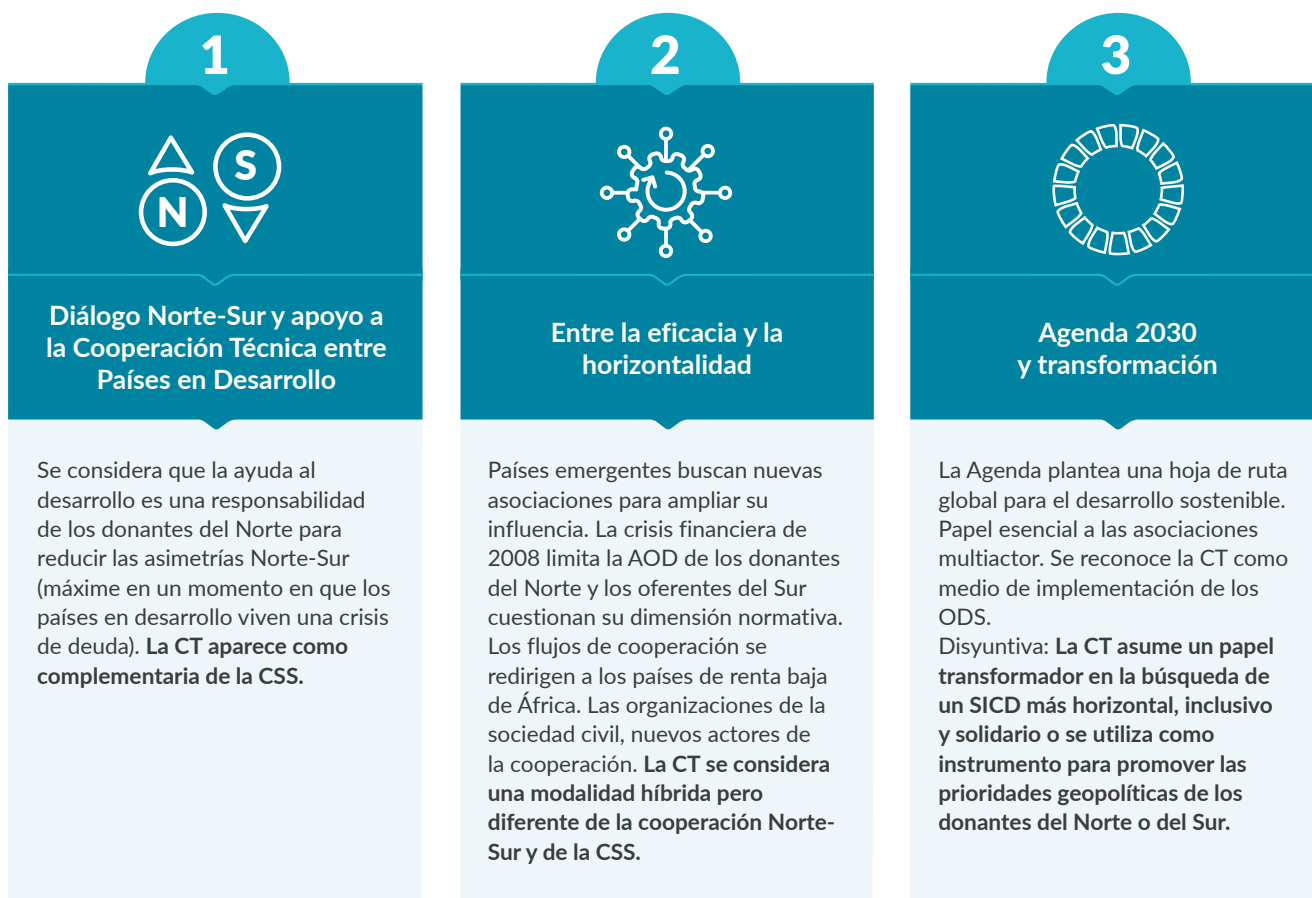 1
N
S
Diálogo Norte-Sur y apoyo a
la Cooperación Técnica entre
Países en Desarrollo
Se considera que la ayuda al
desarrollo es una responsabilidad
de los donantes del Norte para
reducir las asimetrías Norte-Sur
(máxime en un momento en que los
países en desarrollo viven una crisis
de deuda). La CT aparece como
complementaria de la CSS.
2
Entre la eficacia y la
horizontalidad
Países emergentes buscan nuevas
asociaciones para ampliar su
influencia. La crisis financiera de
2008 limita la AOD de los donantes
del Norte y los oferentes del Sur
cuestionan su dimensión normativa.
Los flujos de cooperación se
redirigen a los países de renta baja
de África. Las organizaciones de la
sociedad civil, nuevos actores de
la cooperación. La CT se considera
una modalidad híbrida pero
diferente de la cooperación Norte-
Sur y de la CSS.
3
Agenda 2030
y transformación
La Agenda plantea una hoja de ruta
global para el desarrollo sostenible.
Papel esencial a las asociaciones
multiactor. Se reconoce la CT como
medio de implementación de los
ODS.
Disyuntiva: La CT asume un papel
transformador en la búsqueda de
un SICD más horizontal, inclusivo
y solidario o se utiliza como
instrumento para promover las
prioridades geopolíticas de los
donantes del Norte o del Sur.